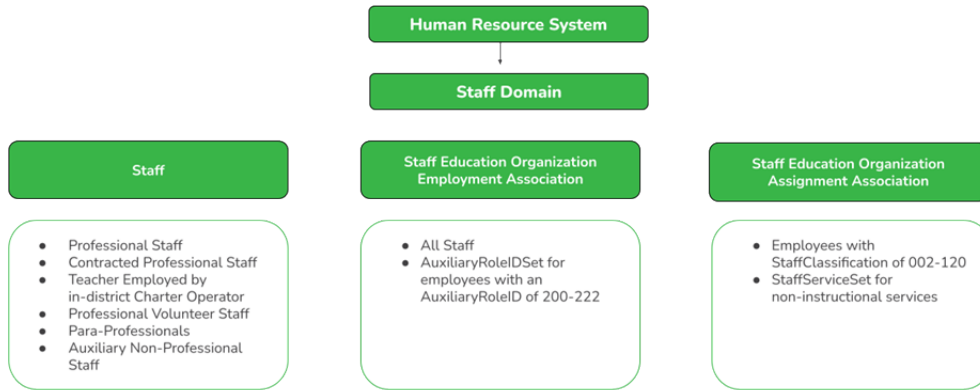 Human Resource System
Staff Domain
Staff
Staff Education Organization
Employment Association
Staff Education Organization
Assignment Association
● Professional Staff
● Contracted Professional Staff
● Teacher Employed by
in-district Charter Operator
● Professional Volunteer Staff
● Para-Professionals
● Auxiliary Non-Professional
Staff
● All Staff
● AuxiliaryRoleIDSet for
employees with an
AuxiliaryRoleID of 200-222
● Employees with
StaffClassification of 002-120
● StaffServiceSet for
non-instructional services